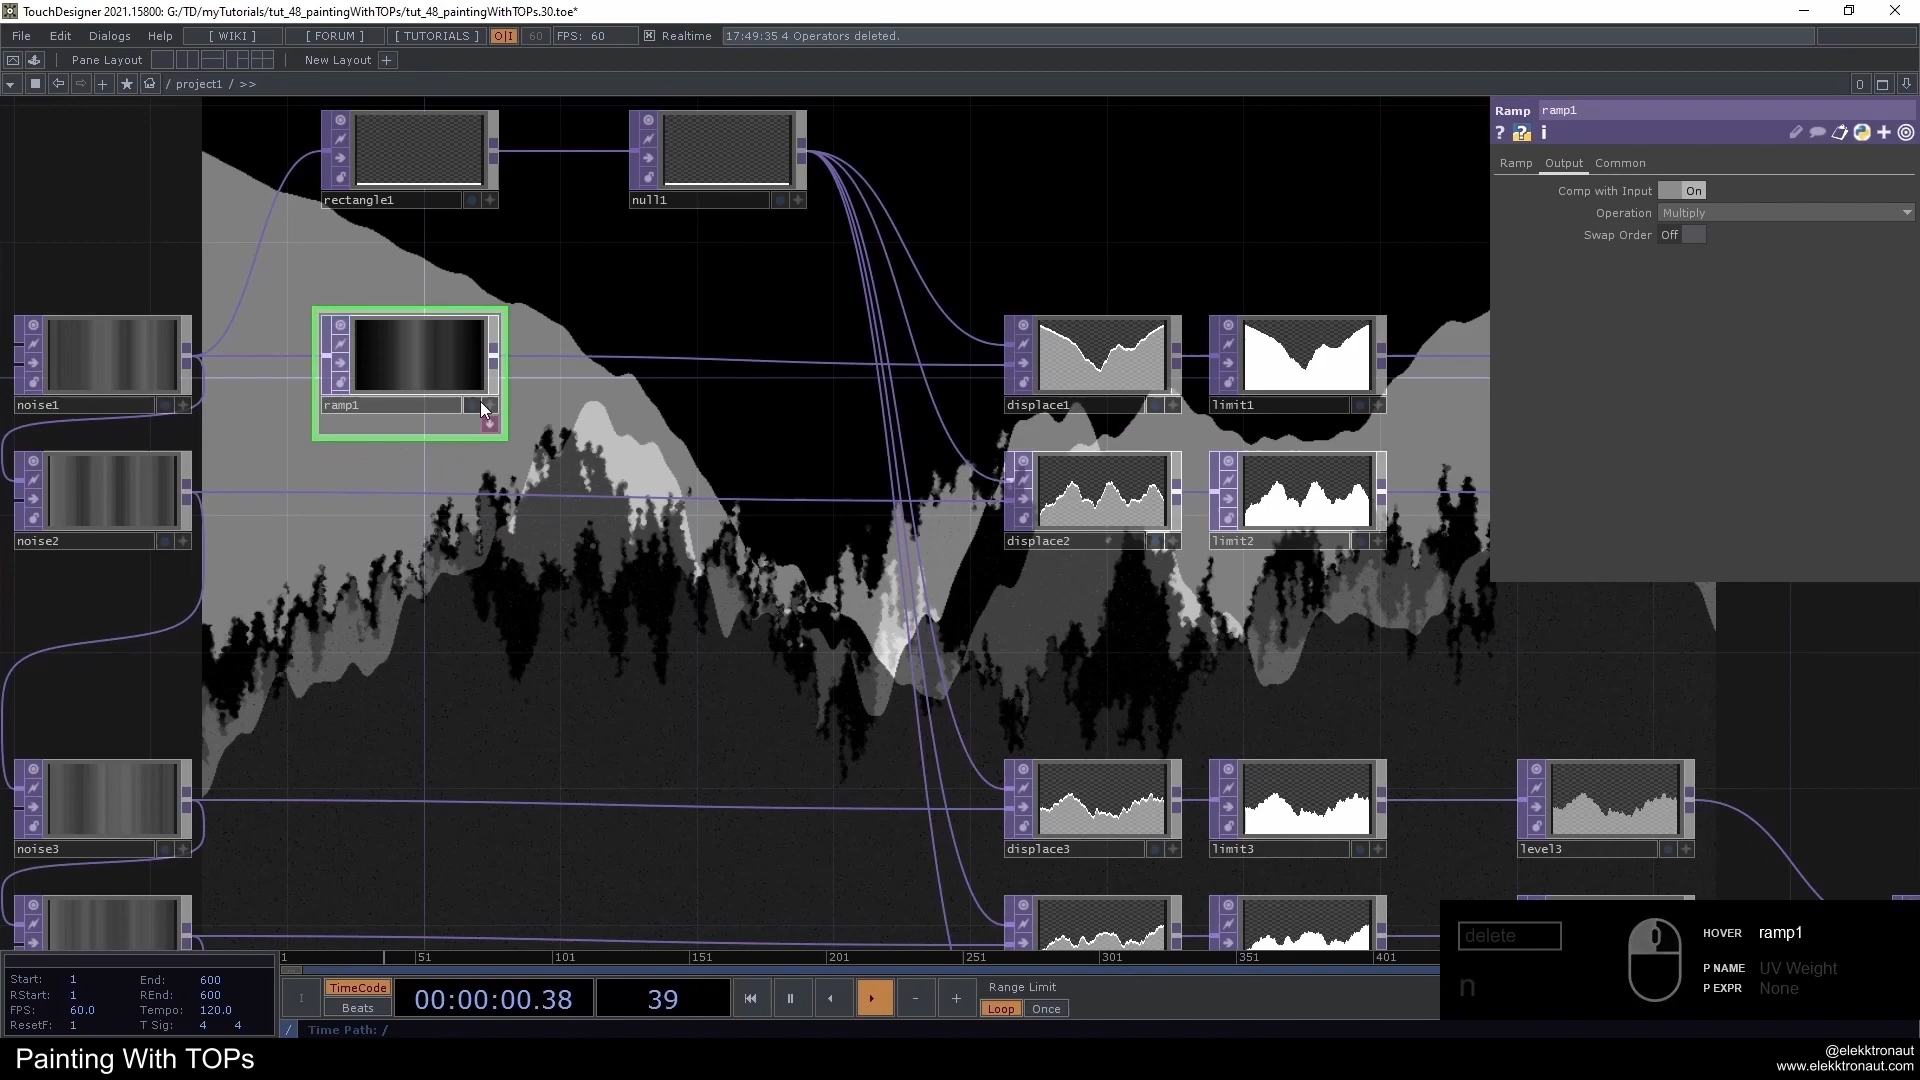 TouchDesigner 2021.15800: G:/TD/myTutorials/tut_48_paintingWithTOPs/tut_48_paintingWithTOPs.30.toe*
File Edit Dialogs Help [ WIKI ] [ FORUM ] [ TUTORIALS ] O|I 60 FPS: 60 Realtime 17:49:35 4 Operators deleted.
Pane Layout New Layout +
/ project1 / >> 0
Ramp ramp1
? ? i
Ramp Output Common
Comp with Input On
Operation Multiply
Swap Order Off
rectangle1 null1
noise1 ramp1 displace1 limit1
noise2 displace2 limit2
noise3 displace3 limit3 level3
1 51 101 151 201 251 301 351 401
Start: 1 End: 600
RStart: 1 REnd: 600
FPS: 60.0 Tempo: 120.0
ResetF: 1 T Sig: 4 4
TimeCode
Beats
00:00:00.38 39
Range Limit
Loop Once
/ Time Path: /
delete
n
HOVER ramp1
P NAME UV Weight
P EXPR None
Painting With TOPs
@elekktronaut
www.elekktronaut.com